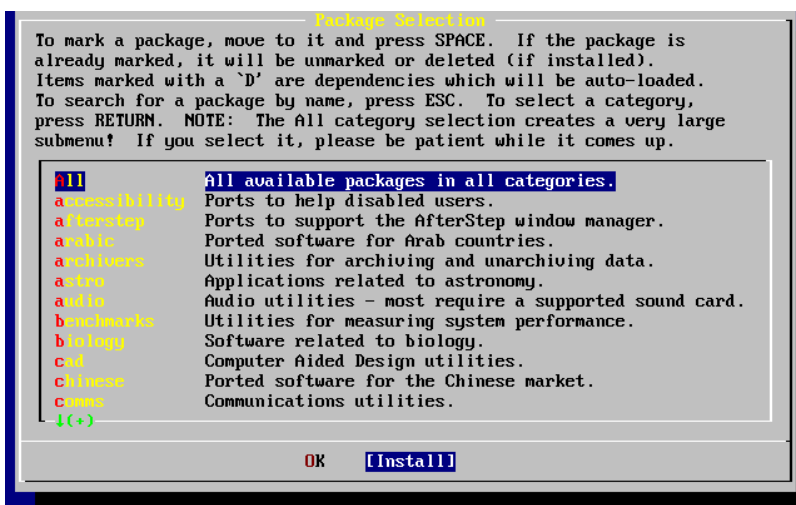 Package Selection
To mark a package, move to it and press SPACE.  If the package is
already marked, it will be unmarked or deleted (if installed).
Items marked with a `D' are dependencies which will be auto-loaded.
To search for a package by name, press ESC.  To select a category,
press RETURN.  NOTE:  The All category selection creates a very large
submenu!  If you select it, please be patient while it comes up.
All All available packages in all categories.
accessibility Ports to help disabled users.
afterstep Ports to support the AfterStep window manager.
arabic Ported software for Arab countries.
archivers Utilities for archiving and unarchiving data.
astro Applications related to astronomy.
audio Audio utilities - most require a supported sound card.
benchmarks Utilities for measuring system performance.
biology Software related to biology.
cad Computer Aided Design utilities.
chinese Ported software for the Chinese market.
comms Communications utilities.
↓(+)
OK [Install]